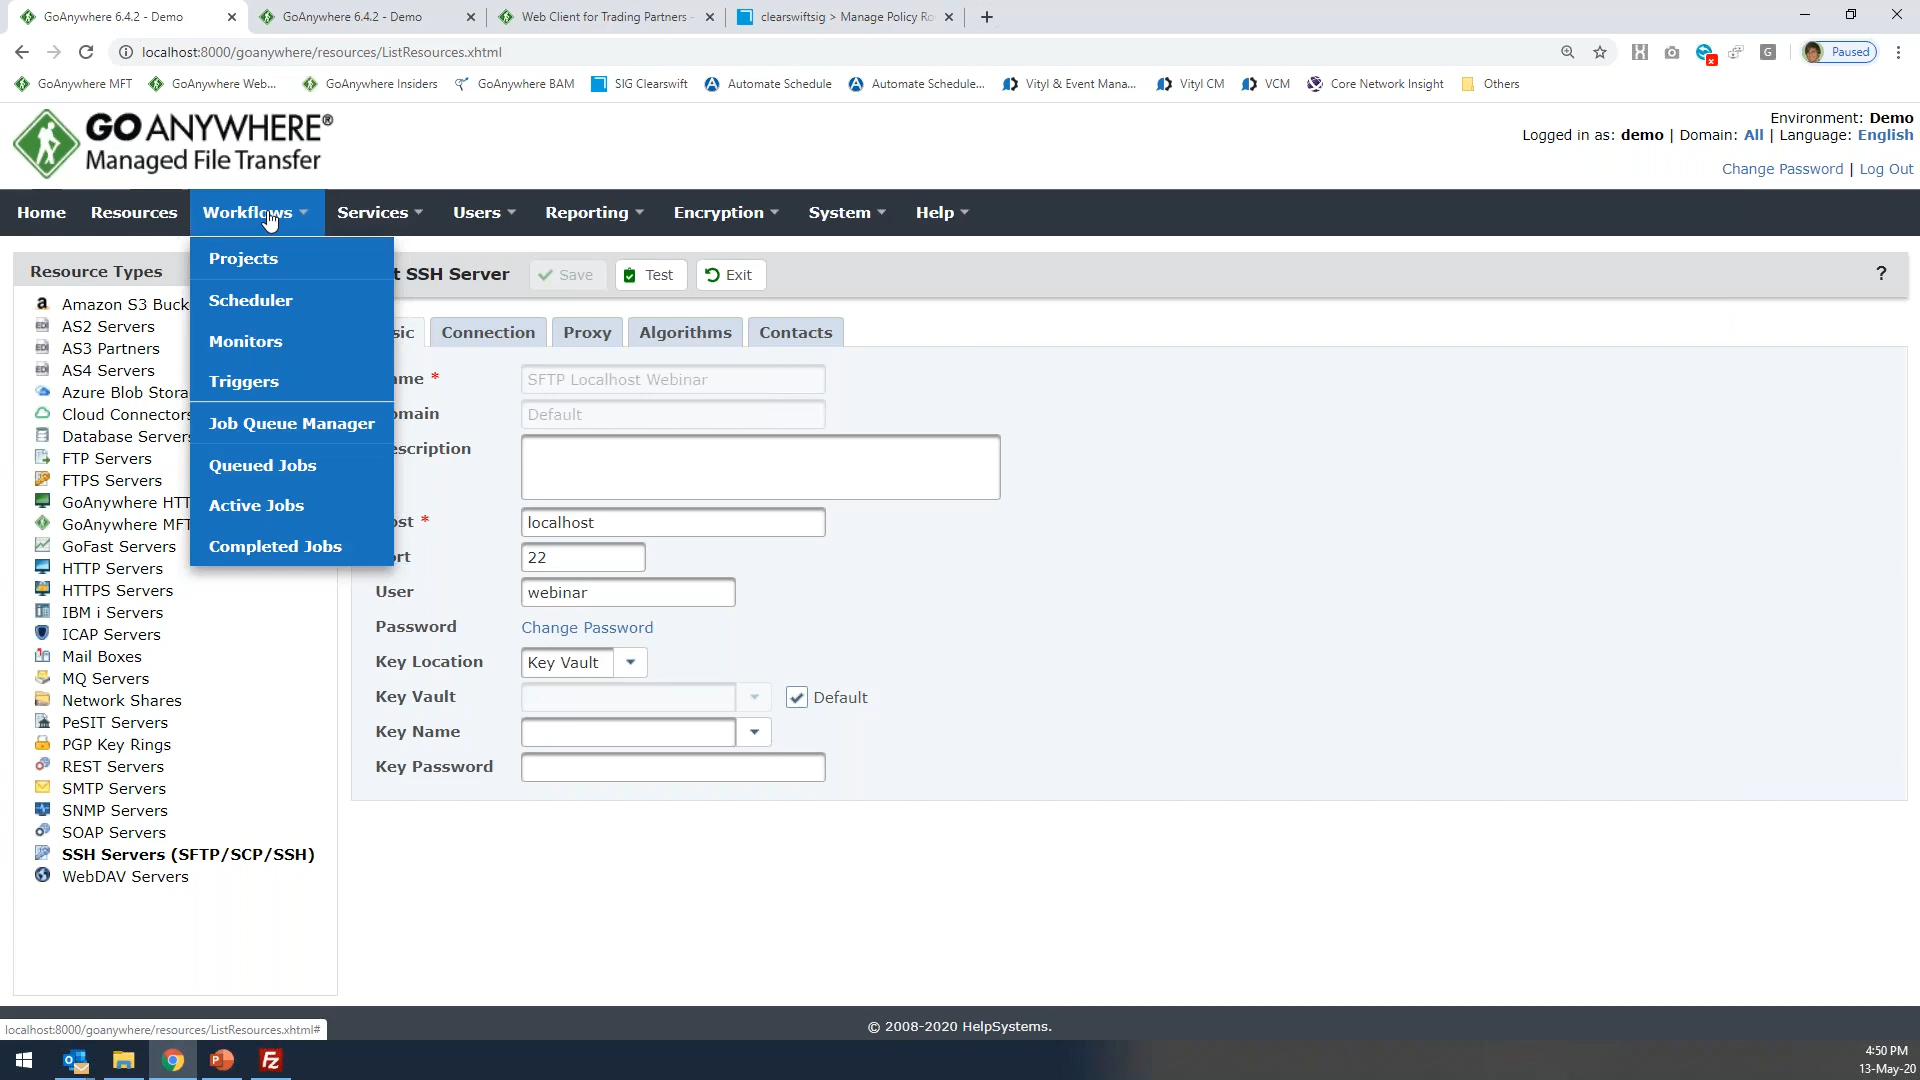 GoAnywhere 6.4.2 - Demo
GoAnywhere 6.4.2 - Demo
Web Client for Trading Partners -
clearswiftsig > Manage Policy Ro
localhost:8000/goanywhere/resources/ListResources.xhtml
Paused
GoAnywhere MFT
GoAnywhere Web...
GoAnywhere Insiders
GoAnywhere BAM
SIG Clearswift
Automate Schedule
Automate Schedule...
Vityl & Event Mana...
Vityl CM
VCM
Core Network Insight
Others
GO ANYWHERE®
Managed File Transfer
Environment: Demo
Logged in as: demo | Domain: All | Language: English
Change Password | Log Out
Home Resources Workflows Services Users Reporting Encryption System Help
Projects
Scheduler
Monitors
Triggers
Job Queue Manager
Queued Jobs
Active Jobs
Completed Jobs
Resource Types
Amazon S3 Buck
AS2 Servers
AS3 Partners
AS4 Servers
Azure Blob Stora
Cloud Connectors
Database Servers
FTP Servers
FTPS Servers
GoAnywhere HTT
GoAnywhere MFT
GoFast Servers
HTTP Servers
HTTPS Servers
IBM i Servers
ICAP Servers
Mail Boxes
MQ Servers
Network Shares
PeSIT Servers
PGP Key Rings
REST Servers
SMTP Servers
SNMP Servers
SOAP Servers
SSH Servers (SFTP/SCP/SSH)
WebDAV Servers
t SSH Server
Save
Test
Exit
?
sic
Connection
Proxy
Algorithms
Contacts
ame *
SFTP Localhost Webinar
omain
Default
escription
ost *
localhost
ort
22
User
webinar
Password
Change Password
Key Location
Key Vault
Key Vault
Default
Key Name
Key Password
© 2008-2020 HelpSystems.
localhost:8000/goanywhere/resources/ListResources.xhtml#
4:50 PM
13-May-20